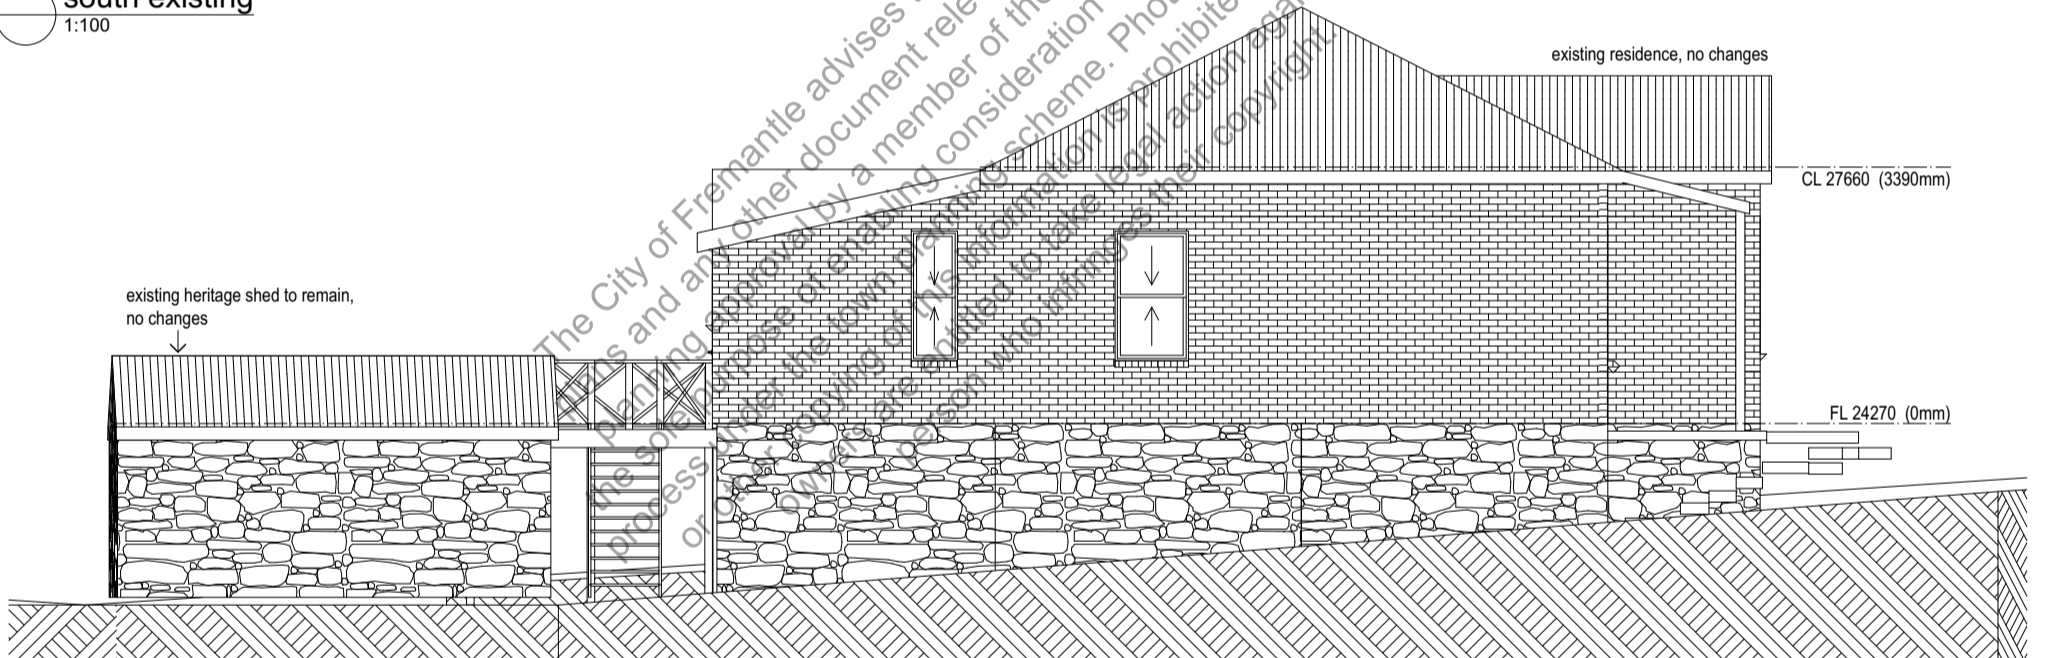 south existing
1:100
existing residence, no changes
CL 27660 (3390mm)
existing heritage shed to remain,
no changes
FL 24270 (0mm)
The City of Fremantle advises
plans and any other document rele
planning approval by a member of the
the sole purpose of enabling consideration
process under the town planning scheme. Phot
or other copying of this information is prohibite
owners are entitled to take legal action aga
person who infringes their copyright.